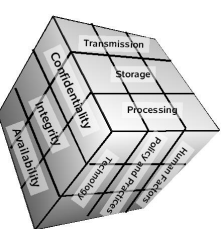 Transmission
Storage
Processing
Confidentiality
Integrity
Availability
Human Factors
Policy and Practices
Technology